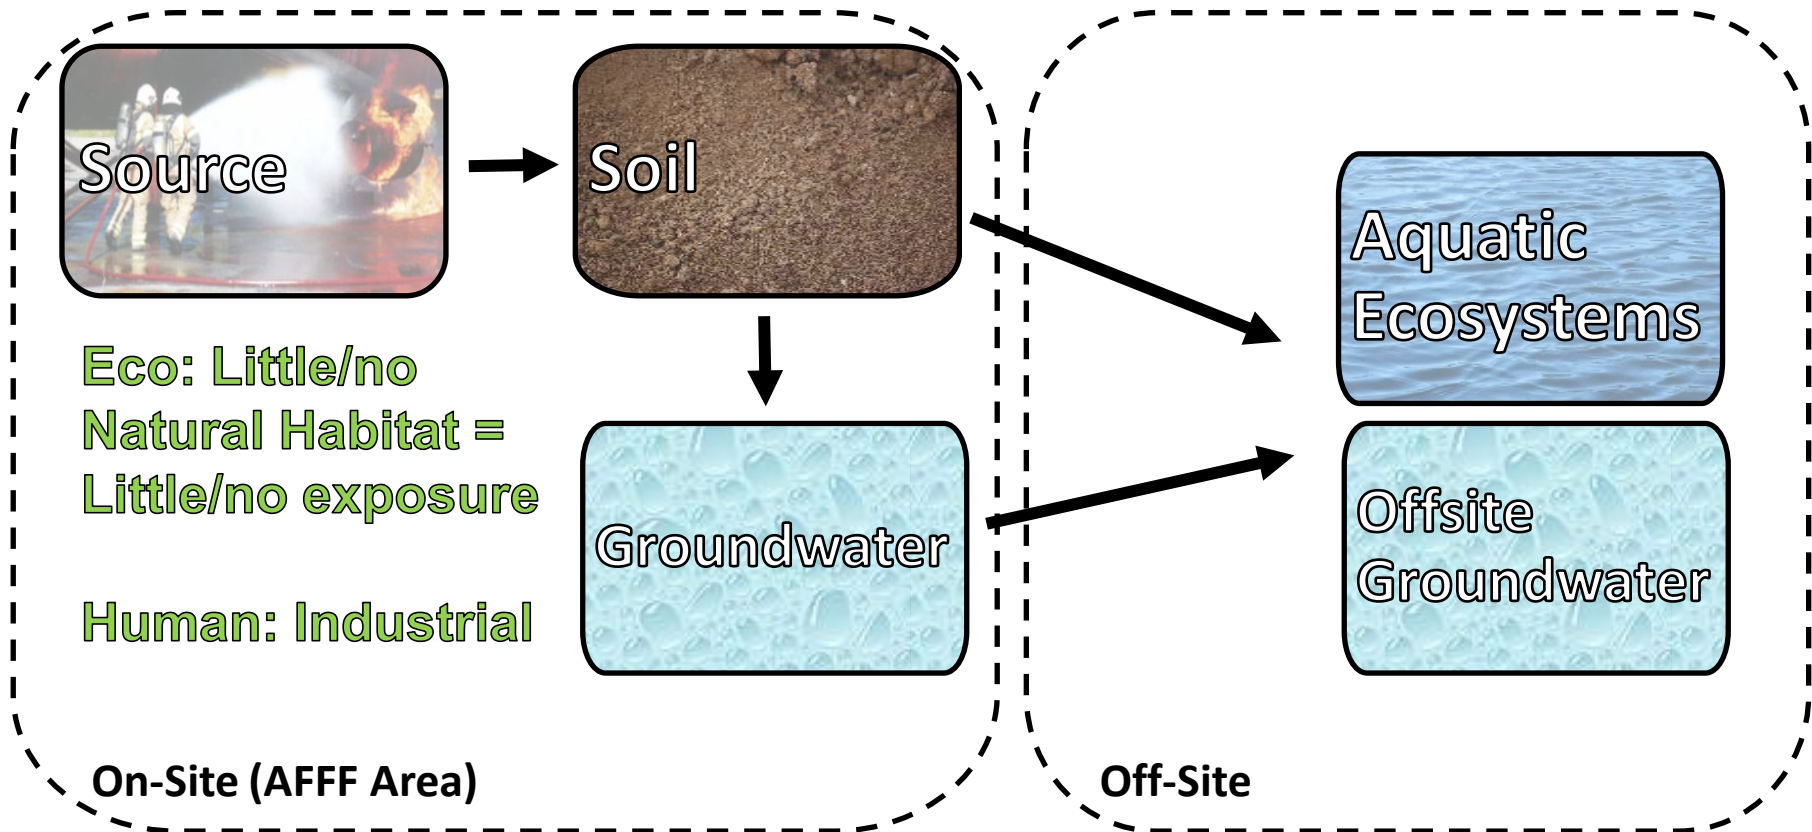 Source
Soil
Aquatic
Ecosystems
Eco: Little/no
Natural Habitat =
Little/no exposure
Groundwater
Offsite
Groundwater
Human: Industrial
On-Site (AFFF Area)
Off-Site